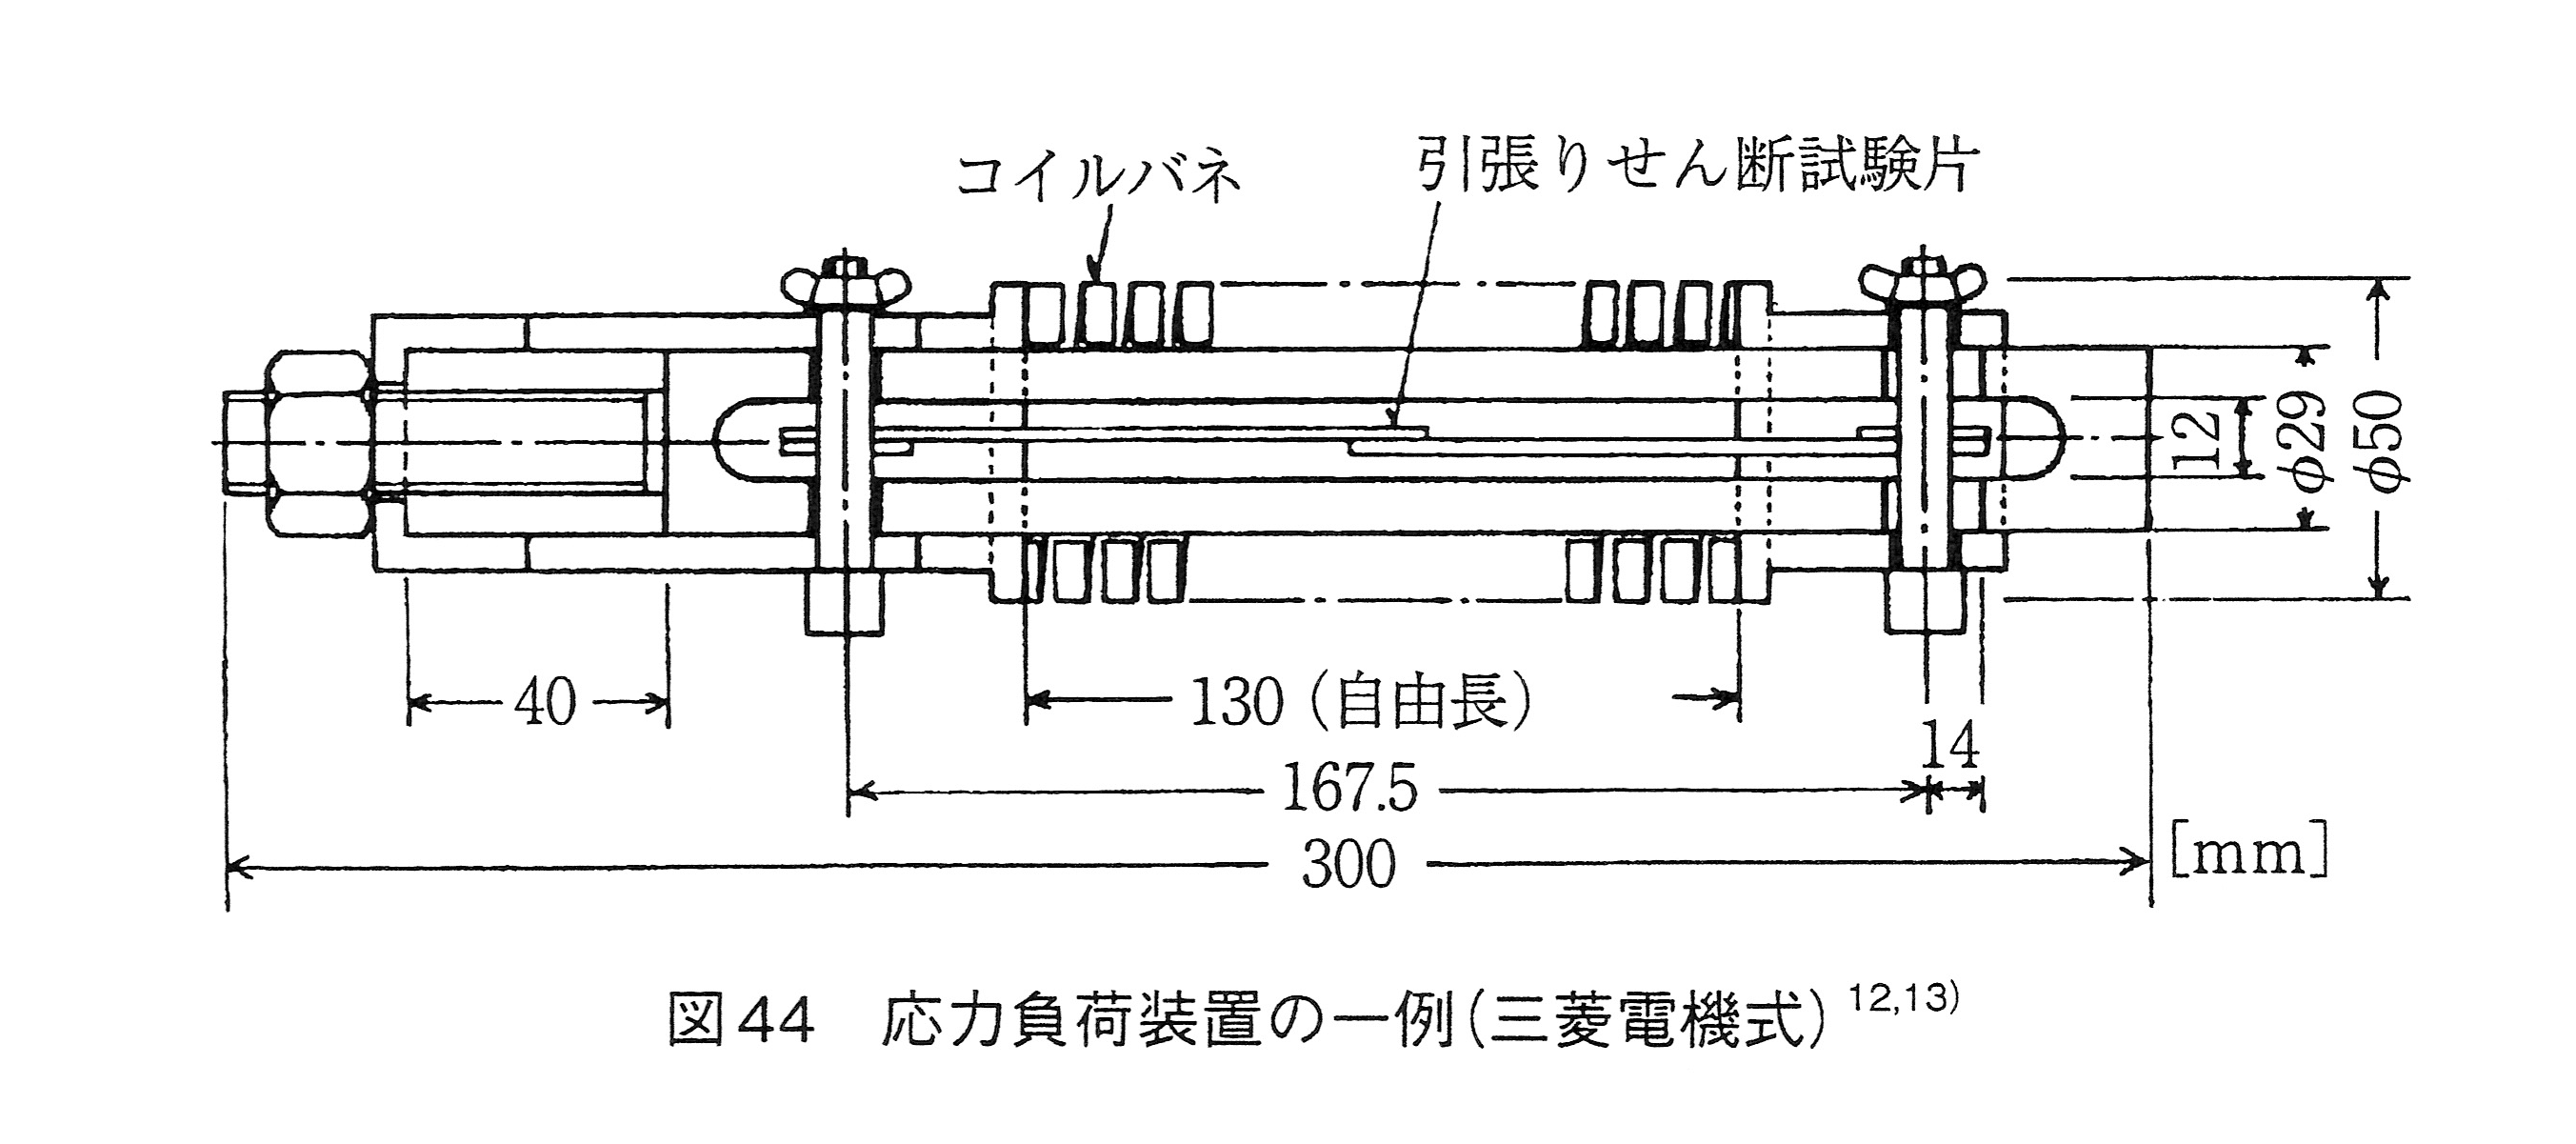 コイルバネ
引張りせん断試験片
12
φ29
φ50
40
130（自由長）
14
167.5
300
[mm]
図44　応力負荷装置の一例（三菱電機式）12,13)